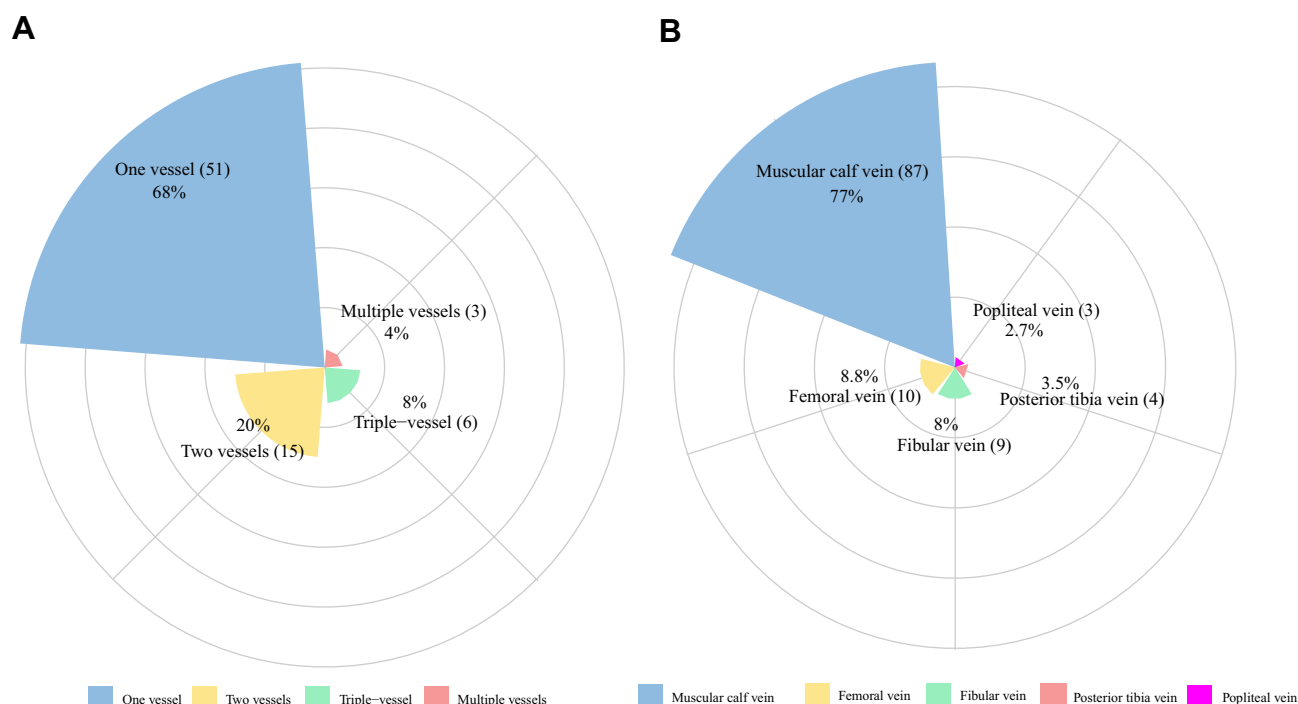 A
One vessel (51)
68%
Multiple vessels (3)
4%
8%
Triple−vessel (6)
20%
Two vessels (15)
One vessel
Two vessels
Triple−vessel
Multiple vessels
B
Muscular calf vein (87)
77%
Popliteal vein (3)
2.7%
8.8%
Femoral vein (10)
3.5%
Posterior tibia vein (4)
8%
Fibular vein (9)
Muscular calf vein
Femoral vein
Fibular vein
Posterior tibia vein
Popliteal vein